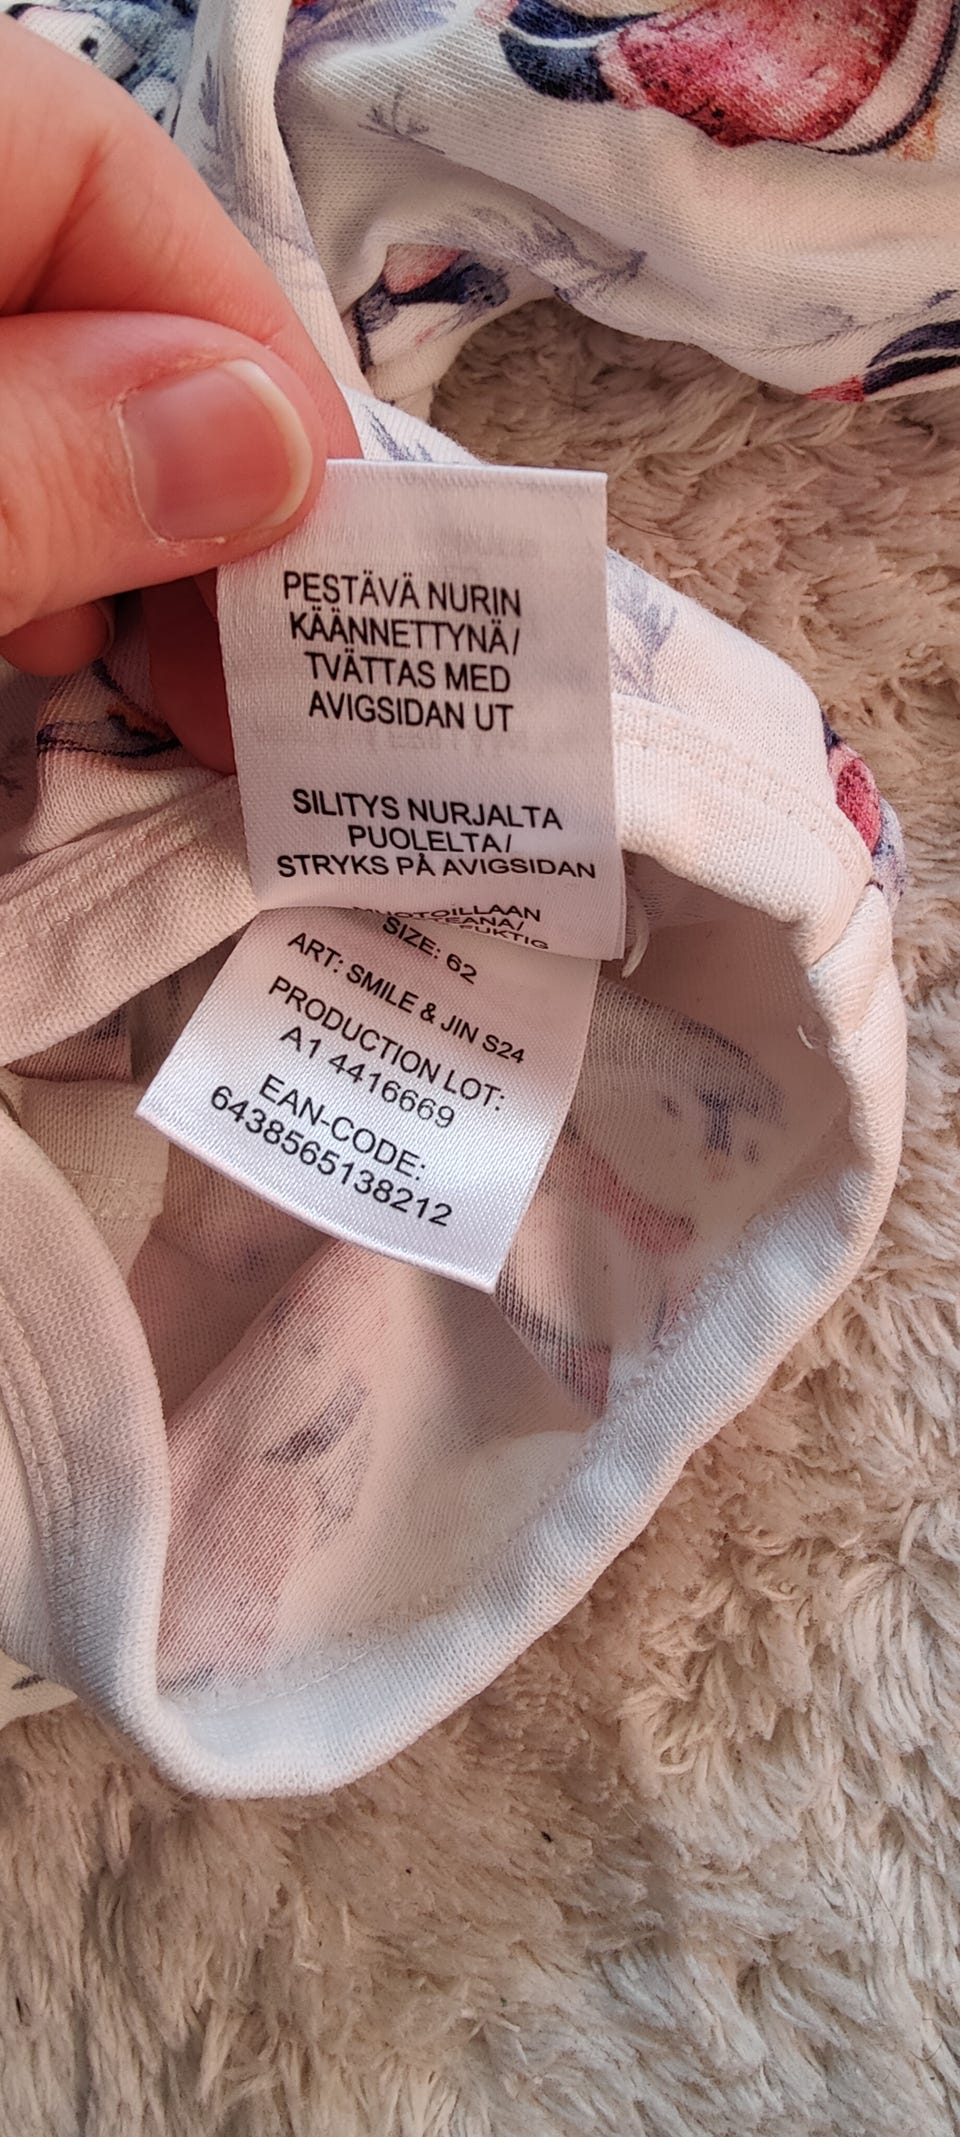 PESTÄVÄ NURIN
KÄÄNNETTYNÄ/
TVÄTTAS MED
AVIGSIDAN UT
SILITYS NURJALTA
PUOLELTA/
STRYKS PÅ AVIGSIDAN
SIZE: 62
ART: SMILE & JIN S24
PRODUCTION LOT:
A1 4416669
EAN-CODE:
6438565138212